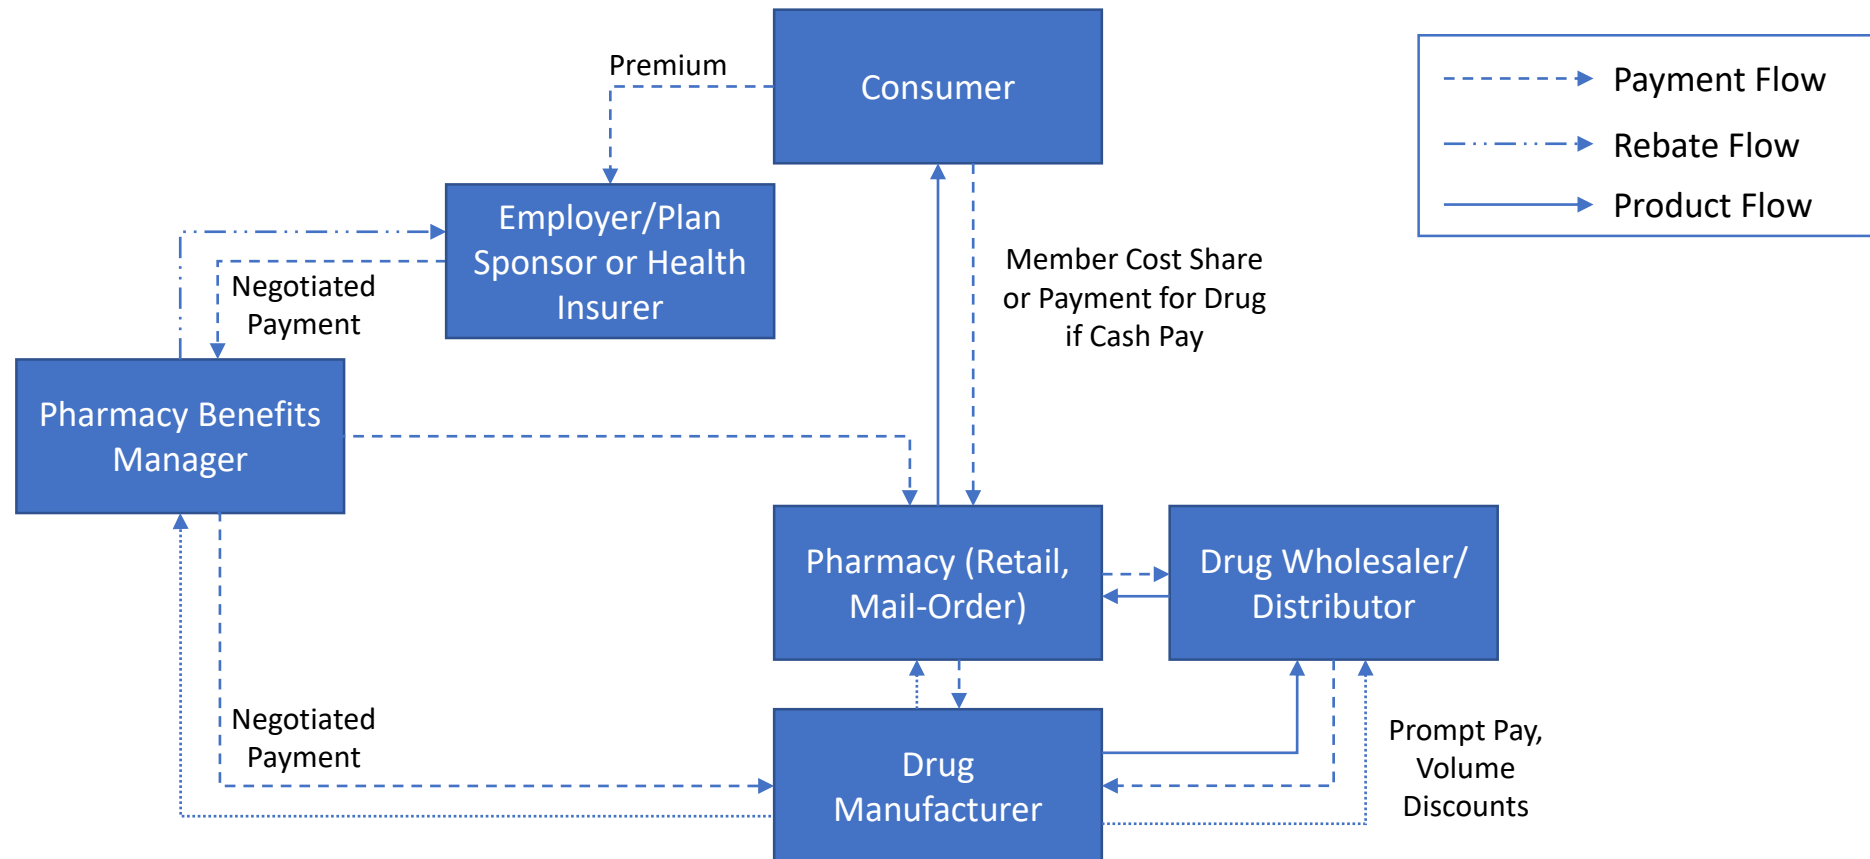 Premium
Consumer
Payment Flow
Rebate Flow
Product Flow
Employer/Plan
Sponsor or Health
Insurer
Negotiated
Payment
Member Cost Share
or Payment for Drug
if Cash Pay
Pharmacy Benefits
Manager
Pharmacy (Retail,
Mail-Order)
Drug Wholesaler/
Distributor
Negotiated
Payment
Drug
Manufacturer
Prompt Pay,
Volume
Discounts